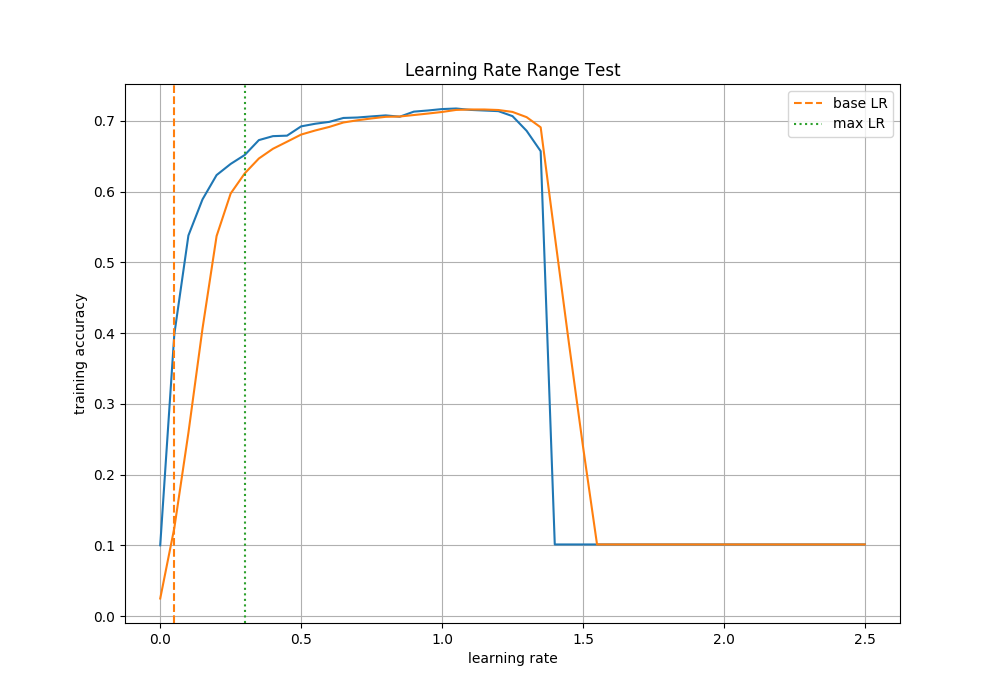 Learning Rate Range Test
base LR
max LR
training accuracy
0.7
0.6
0.5
0.4
0.3
0.2
0.1
0.0
0.0 0.5 1.0 1.5 2.0 2.5
learning rate